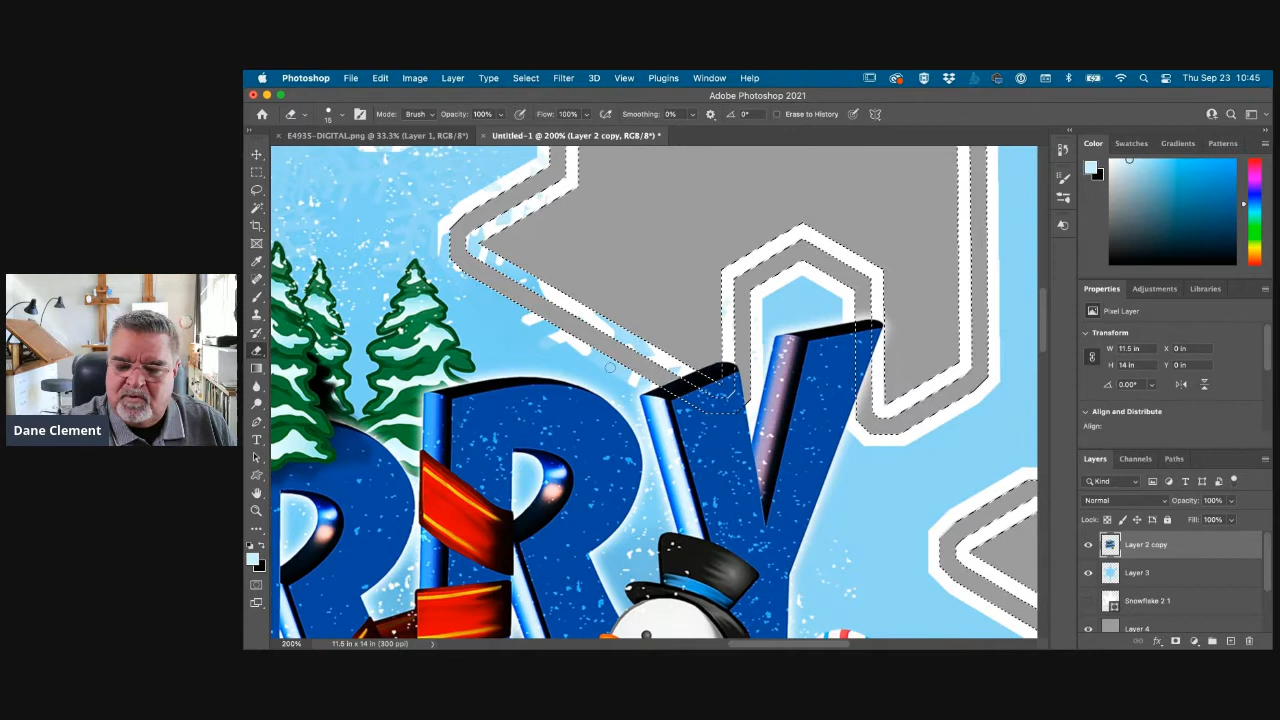 Photoshop File Edit Image Layer Type Select Filter 3D View Plugins Window Help Thu Sep 23 10:45
Adobe Photoshop 2021
15 Mode: Brush Opacity: 100% Flow: 100% Smoothing: 0% 0° Erase to History
× E4935-DIGITAL.png @ 33.3% (Layer 1, RGB/8*) × Untitled-1 @ 200% (Layer 2 copy, RGB/8*) *
Color Swatches Gradients Patterns
Properties Adjustments Libraries
Pixel Layer
Transform
W 11.5 in X 0 in
H 14 in Y 0 in
0.00°
Align and Distribute
Align:
Layers Channels Paths
Kind
Normal Opacity: 100%
Lock: Fill: 100%
Layer 2 copy
Layer 3
Snowflake 2 1
Layer 4
fx
RRY
Dane Clement
200% 11.5 in x 14 in (300 ppi)